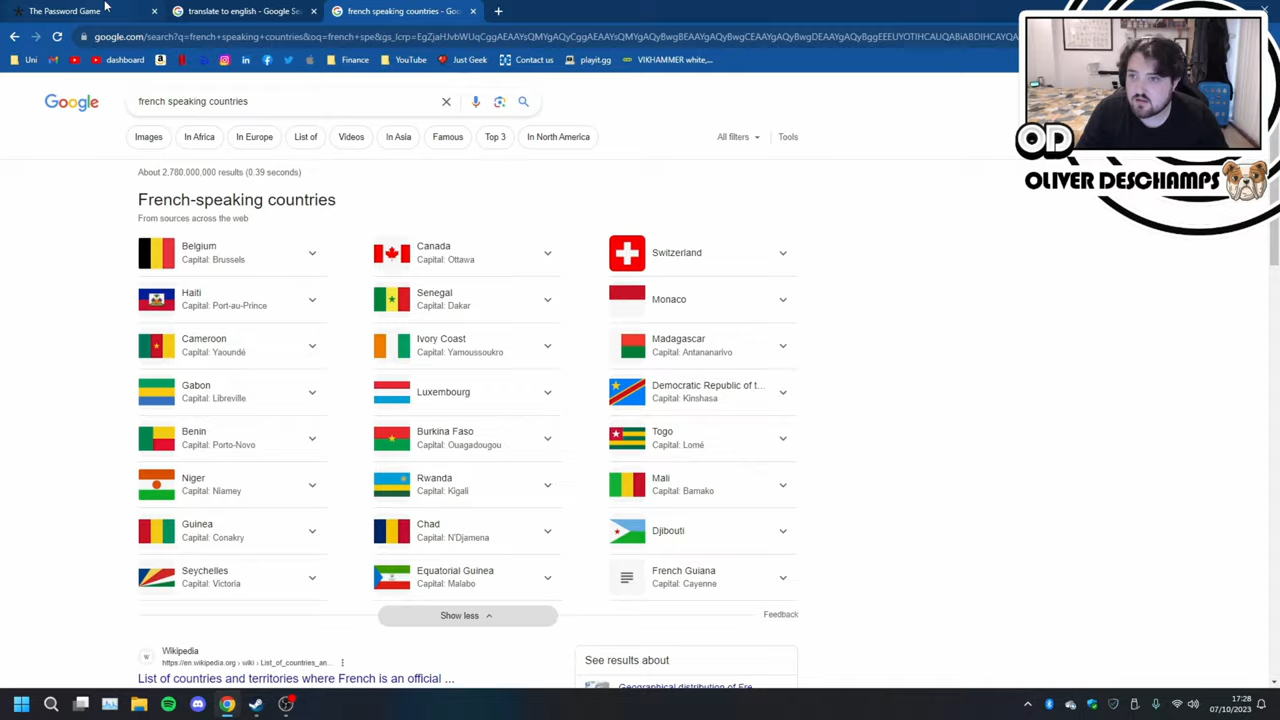 The Password Game
translate to english - Google Se
french speaking countries - Goo
google.com/search?q=french+speaking+countries&oq=french+spe&gs_lcrp=
Uni
dashboard
Finance
YouTube
Just Geek
Contact us
playit.gg
VIKHAMMER white,...
OD
OLIVER DESCHAMPS
Google
french speaking countries
Images
In Africa
In Europe
List of
Videos
In Asia
Famous
Top 3
In North America
All filters
Tools
About 2.780.000.000 results (0.39 seconds)
French-speaking countries
From sources across the web
Belgium
Capital: Brussels
Canada
Capital: Ottawa
Switzerland
Haiti
Capital: Port-au-Prince
Senegal
Capital: Dakar
Monaco
Cameroon
Capital: Yaoundé
Ivory Coast
Capital: Yamoussoukro
Madagascar
Capital: Antananarivo
Gabon
Capital: Libreville
Luxembourg
Democratic Republic of t...
Capital: Kinshasa
Benin
Capital: Porto-Novo
Burkina Faso
Capital: Ouagadougou
Togo
Capital: Lomé
Niger
Capital: Niamey
Rwanda
Capital: Kigali
Mali
Capital: Bamako
Guinea
Capital: Conakry
Chad
Capital: N'Djamena
Djibouti
Seychelles
Capital: Victoria
Equatorial Guinea
Capital: Malabo
French Guiana
Capital: Cayenne
Show less
Feedback
W
Wikipedia
https://en.wikipedia.org › wiki › List_of_countries_an...
List of countries and territories where French is an official ...
See results about
Geographical distribution of Fre
17:28
07/10/2023